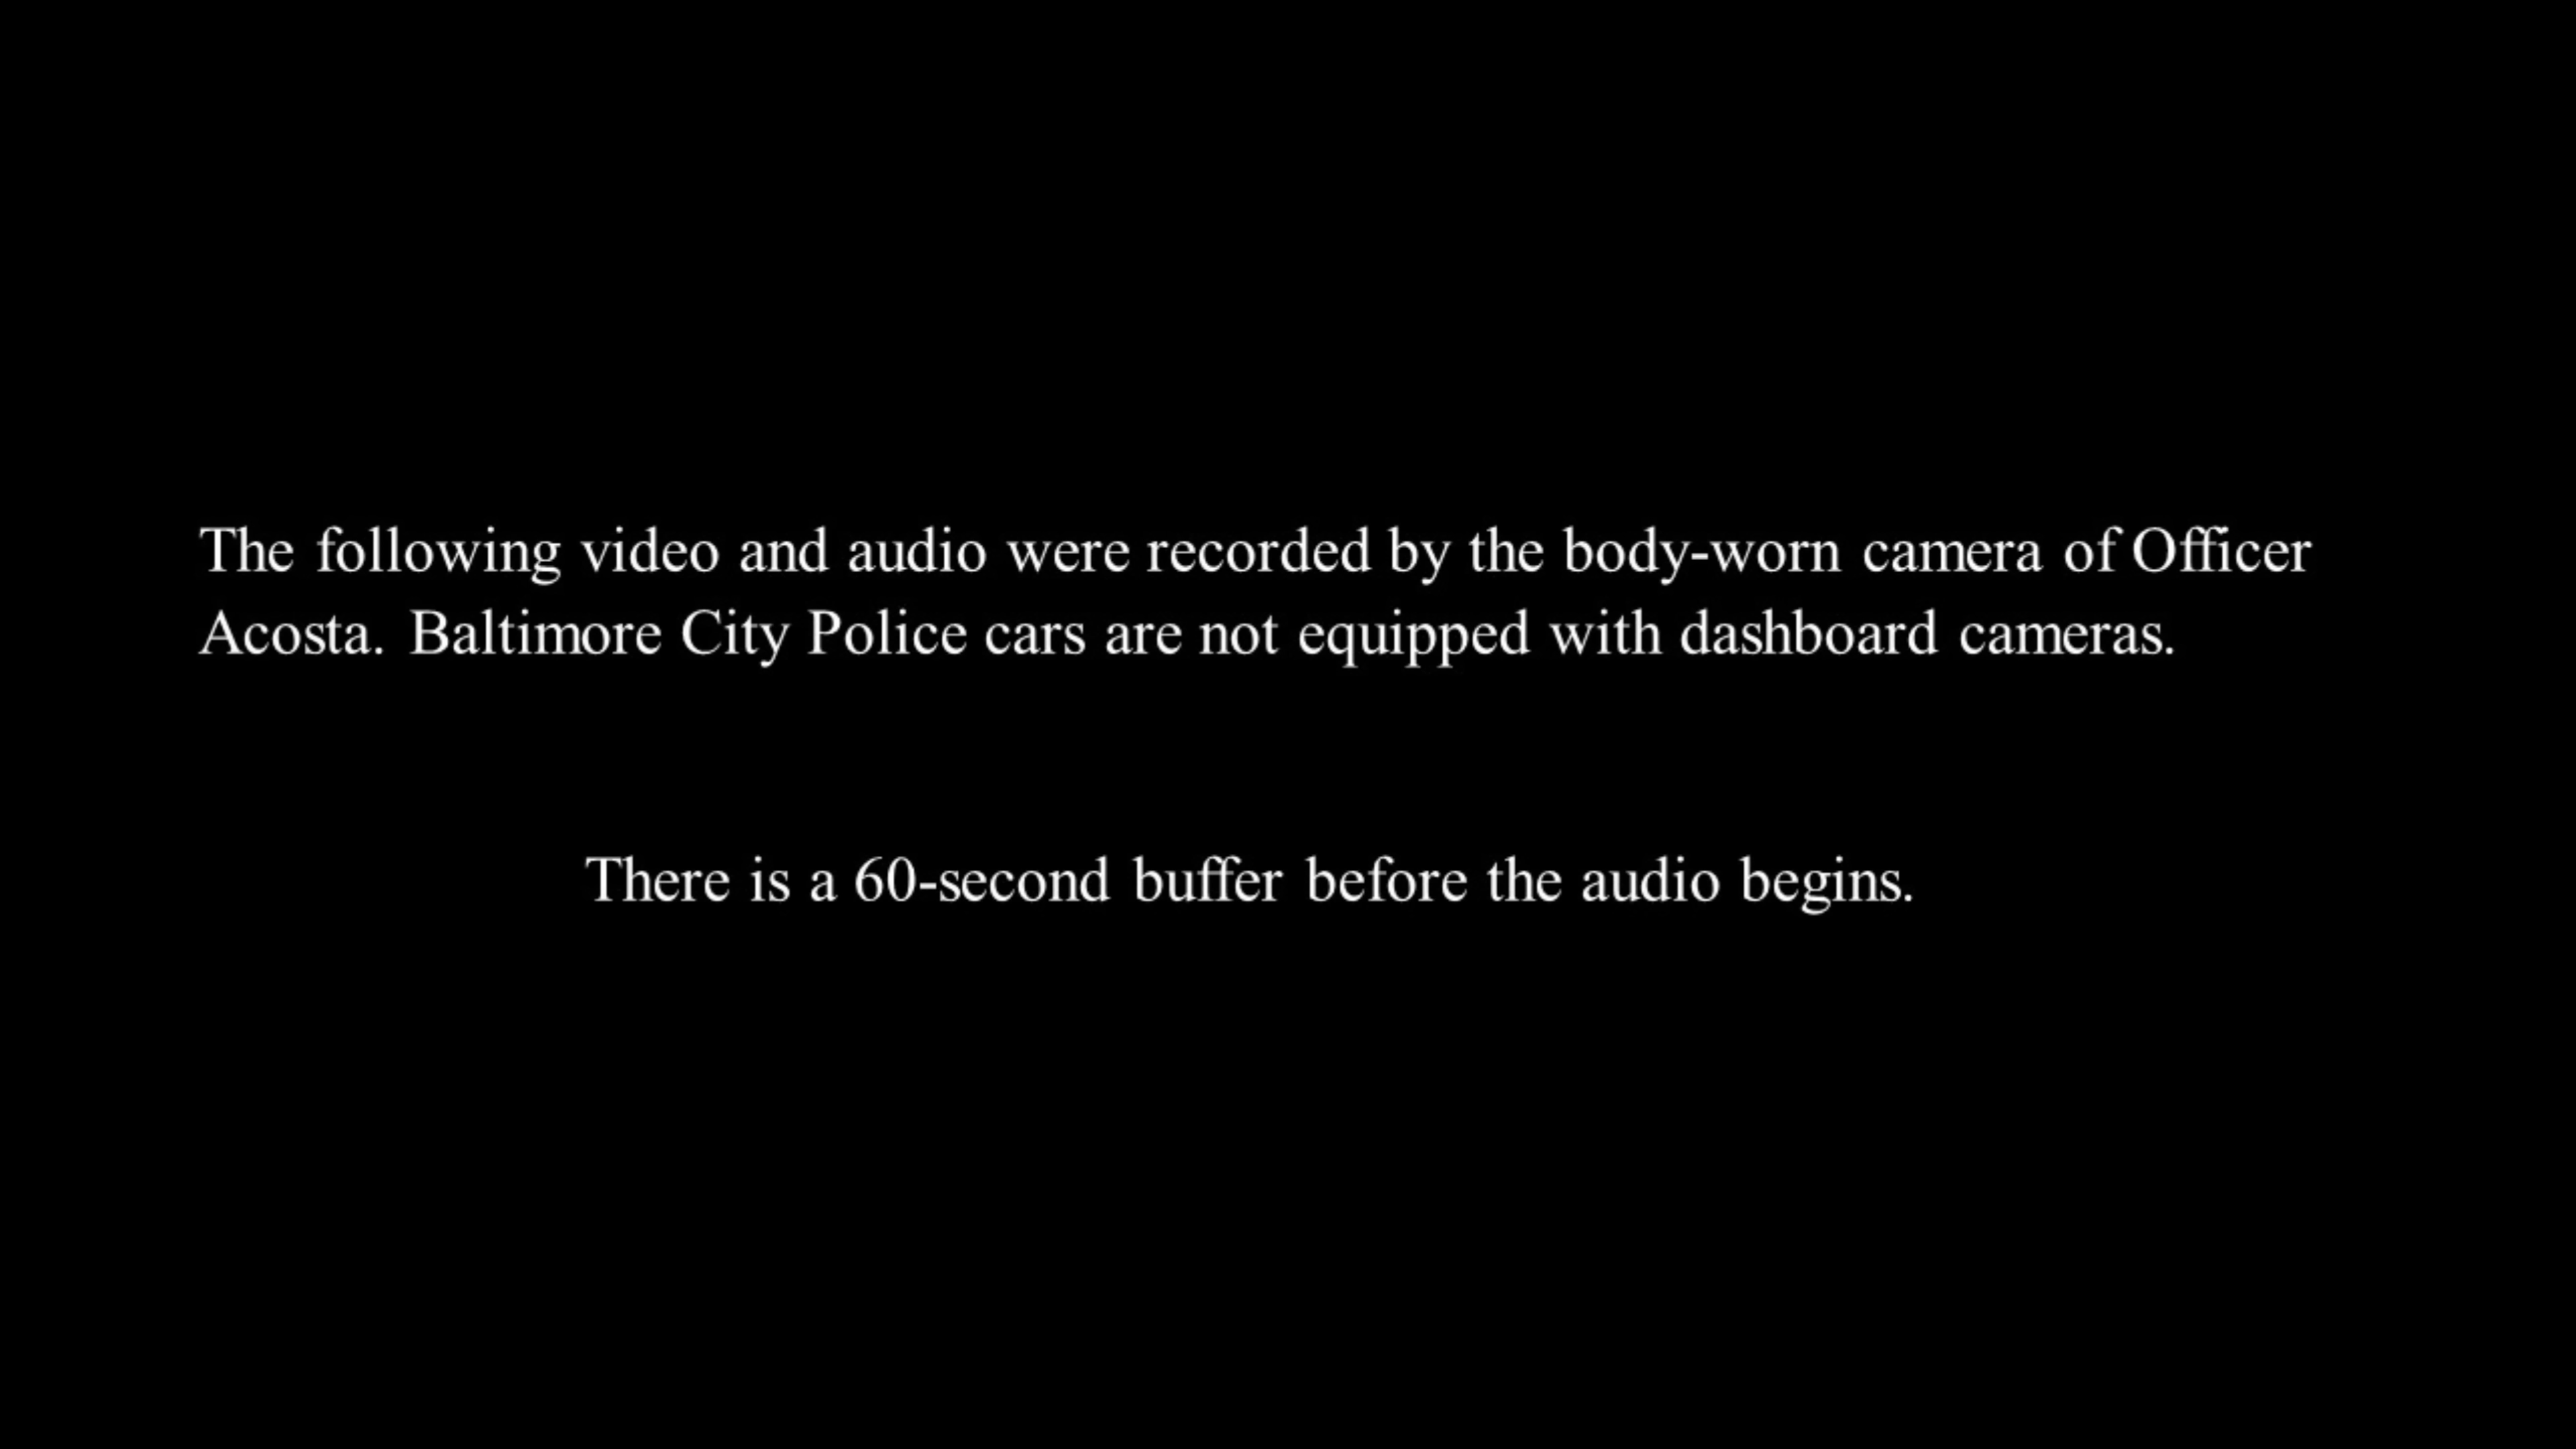 The following video and audio were recorded by the body-worn camera of Officer
Acosta. Baltimore City Police cars are not equipped with dashboard cameras.
There is a 60-second buffer before the audio begins.